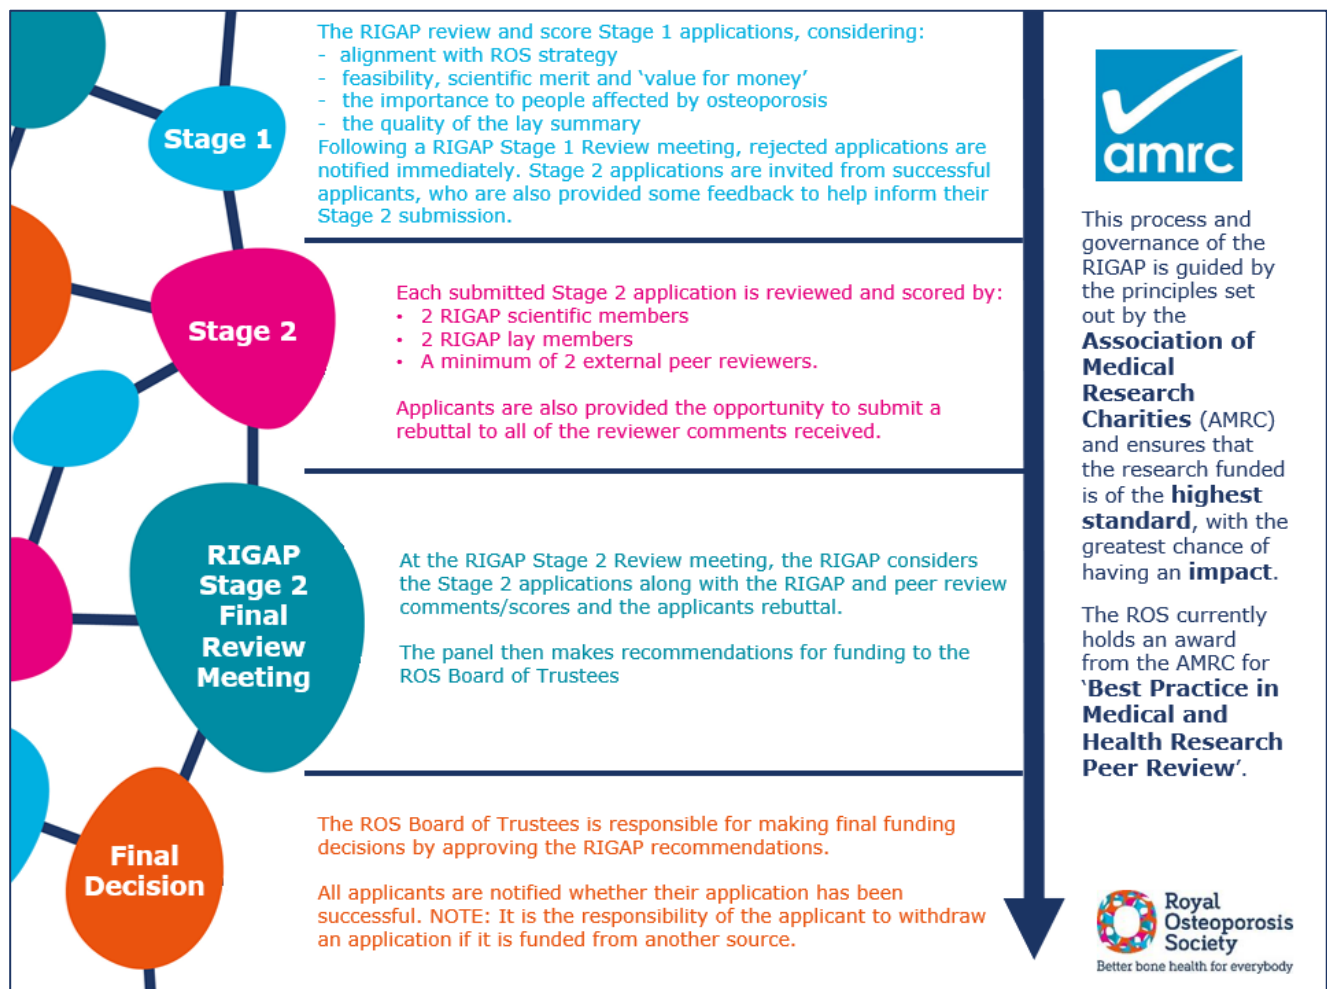 The RIGAP review and score Stage 1 applications, considering:
- alignment with ROS strategy
- feasibility, scientific merit and ‘value for money’
- the importance to people affected by osteoporosis
- the quality of the lay summary
Following a RIGAP Stage 1 Review meeting, rejected applications are
notified immediately. Stage 2 applications are invited from successful
applicants, who are also provided some feedback to help inform their
Stage 2 submission.
Stage 1
Each submitted Stage 2 application is reviewed and scored by:
• 2 RIGAP scientific members
• 2 RIGAP lay members
• A minimum of 2 external peer reviewers.
Applicants are also provided the opportunity to submit a
rebuttal to all of the reviewer comments received.
Stage 2
RIGAP
Stage 2
Final
Review
Meeting
At the RIGAP Stage 2 Review meeting, the RIGAP considers
the Stage 2 applications along with the RIGAP and peer review
comments/scores and the applicants rebuttal.
The panel then makes recommendations for funding to the
ROS Board of Trustees
Final
Decision
The ROS Board of Trustees is responsible for making final funding
decisions by approving the RIGAP recommendations.
All applicants are notified whether their application has been
successful. NOTE: It is the responsibility of the applicant to withdraw
an application if it is funded from another source.
amrc
This process and
governance of the
RIGAP is guided by
the principles set
out by the
Association of
Medical
Research
Charities (AMRC)
and ensures that
the research funded
is of the highest
standard, with the
greatest chance of
having an impact.
The ROS currently
holds an award
from the AMRC for
‘Best Practice in
Medical and
Health Research
Peer Review’.
Royal
Osteoporosis
Society
Better bone health for everybody